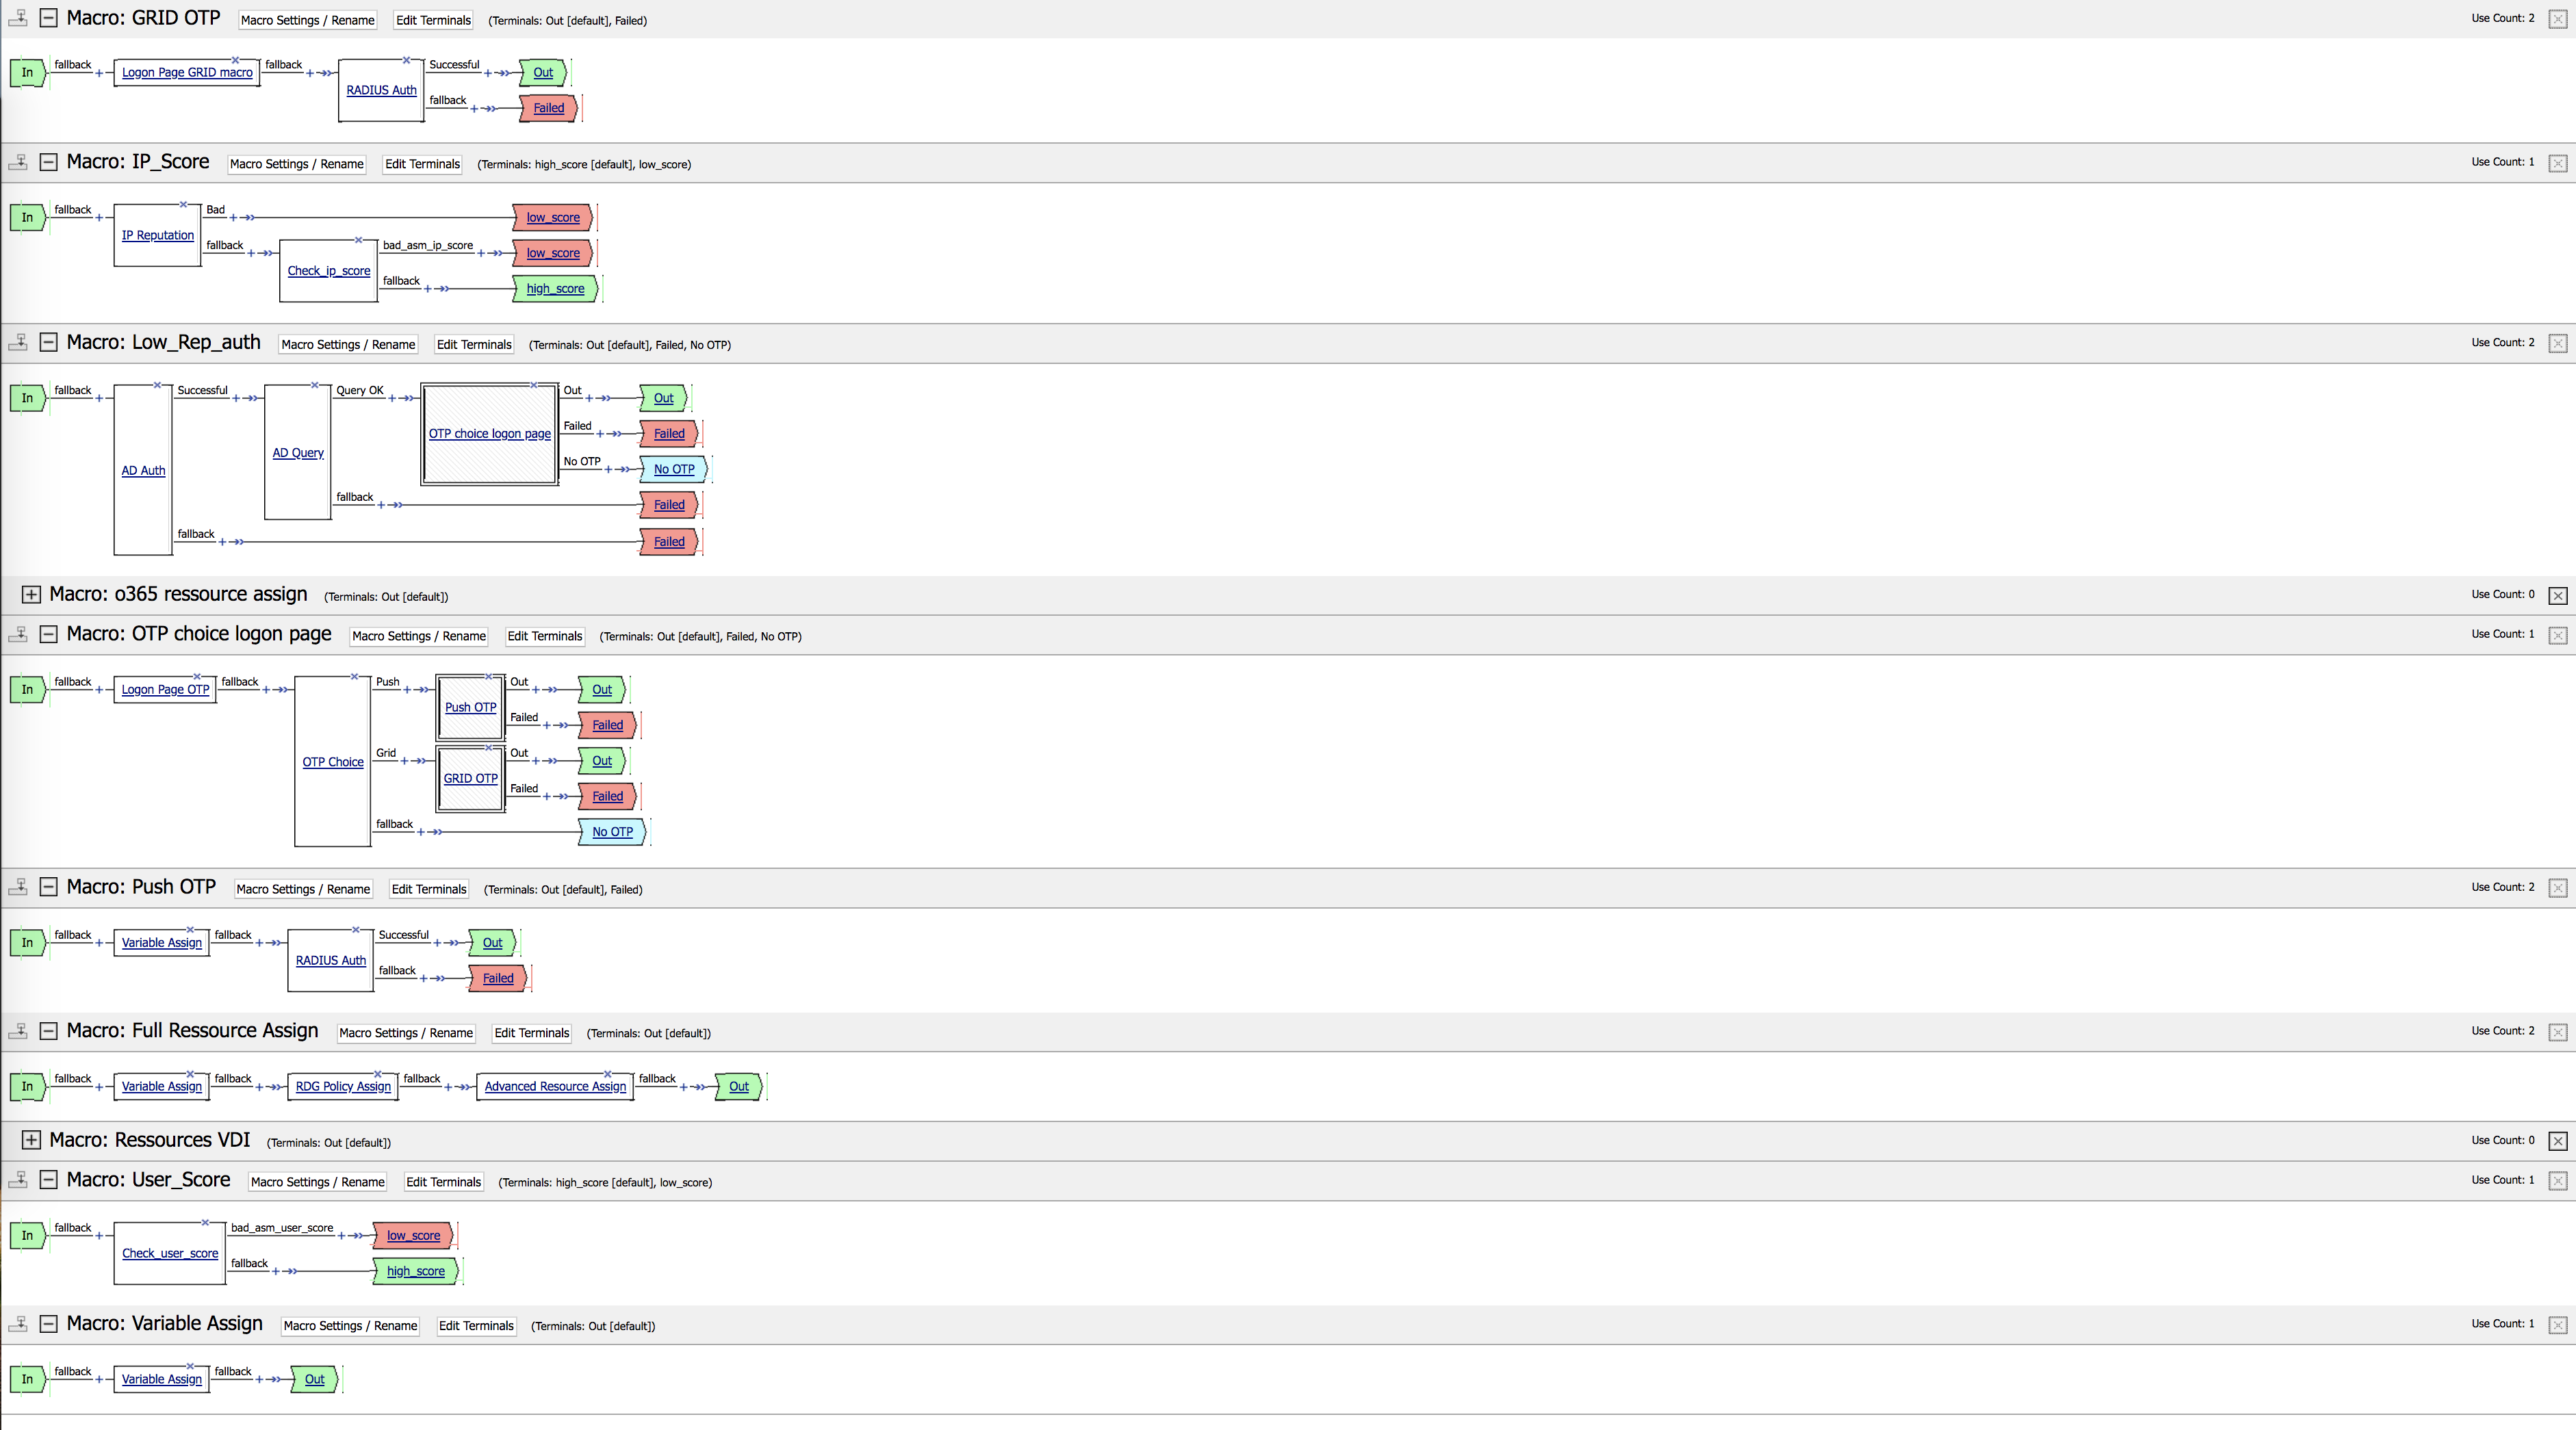 Macro: GRID OTP Macro Settings / Rename Edit Terminals (Terminals: Out [default], Failed) Use Count: 2
In fallback Logon Page GRID macro fallback RADIUS Auth Successful Out
fallback Failed
Macro: IP_Score Macro Settings / Rename Edit Terminals (Terminals: high_score [default], low_score) Use Count: 1
In fallback IP Reputation Bad low_score
fallback Check_ip_score bad_asm_ip_score low_score
fallback high_score
Macro: Low_Rep_auth Macro Settings / Rename Edit Terminals (Terminals: Out [default], Failed, No OTP) Use Count: 2
In fallback AD Auth Successful AD Query Query OK OTP choice logon page Out Out
Failed Failed
No OTP No OTP
fallback Failed
fallback Failed
Macro: o365 ressource assign (Terminals: Out [default]) Use Count: 0
Macro: OTP choice logon page Macro Settings / Rename Edit Terminals (Terminals: Out [default], Failed, No OTP) Use Count: 1
In fallback Logon Page OTP fallback OTP Choice Push Push OTP Out Out
Failed Failed
Grid GRID OTP Out Out
Failed Failed
fallback No OTP
Macro: Push OTP Macro Settings / Rename Edit Terminals (Terminals: Out [default], Failed) Use Count: 2
In fallback Variable Assign fallback RADIUS Auth Successful Out
fallback Failed
Macro: Full Ressource Assign Macro Settings / Rename Edit Terminals (Terminals: Out [default]) Use Count: 2
In fallback Variable Assign fallback RDG Policy Assign fallback Advanced Resource Assign fallback Out
Macro: Ressources VDI (Terminals: Out [default]) Use Count: 0
Macro: User_Score Macro Settings / Rename Edit Terminals (Terminals: high_score [default], low_score) Use Count: 1
In fallback Check_user_score bad_asm_user_score low_score
fallback high_score
Macro: Variable Assign Macro Settings / Rename Edit Terminals (Terminals: Out [default]) Use Count: 1
In fallback Variable Assign fallback Out